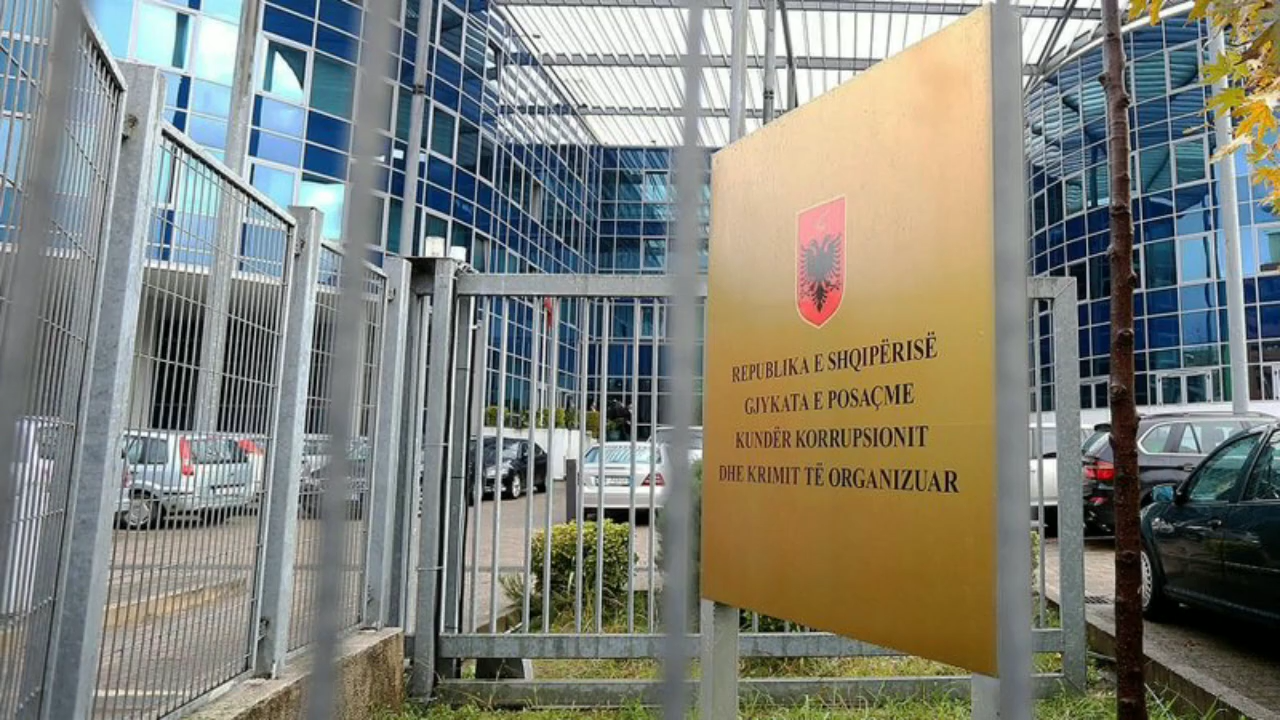 REPUBLIKA E SHQIPËRISË
GJYKATA E POSAÇME
KUNDËR KORRUPSIONIT
DHE KRIMIT TË ORGANIZUAR